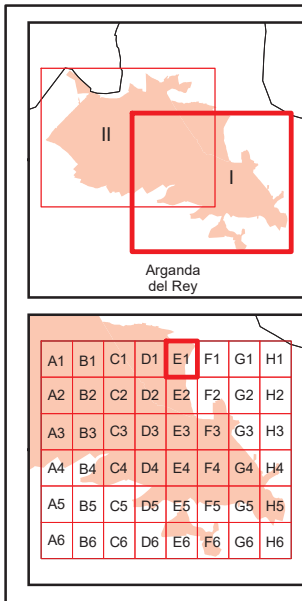 II
I
Arganda
del Rey
A1 B1 C1 D1 E1 F1 G1 H1
A2 B2 C2 D2 E2 F2 G2 H2
A3 B3 C3 D3 E3 F3 G3 H3
A4 B4 C4 D4 E4 F4 G4 H4
A5 B5 C5 D5 E5 F5 G5 H5
A6 B6 C6 D6 E6 F6 G6 H6